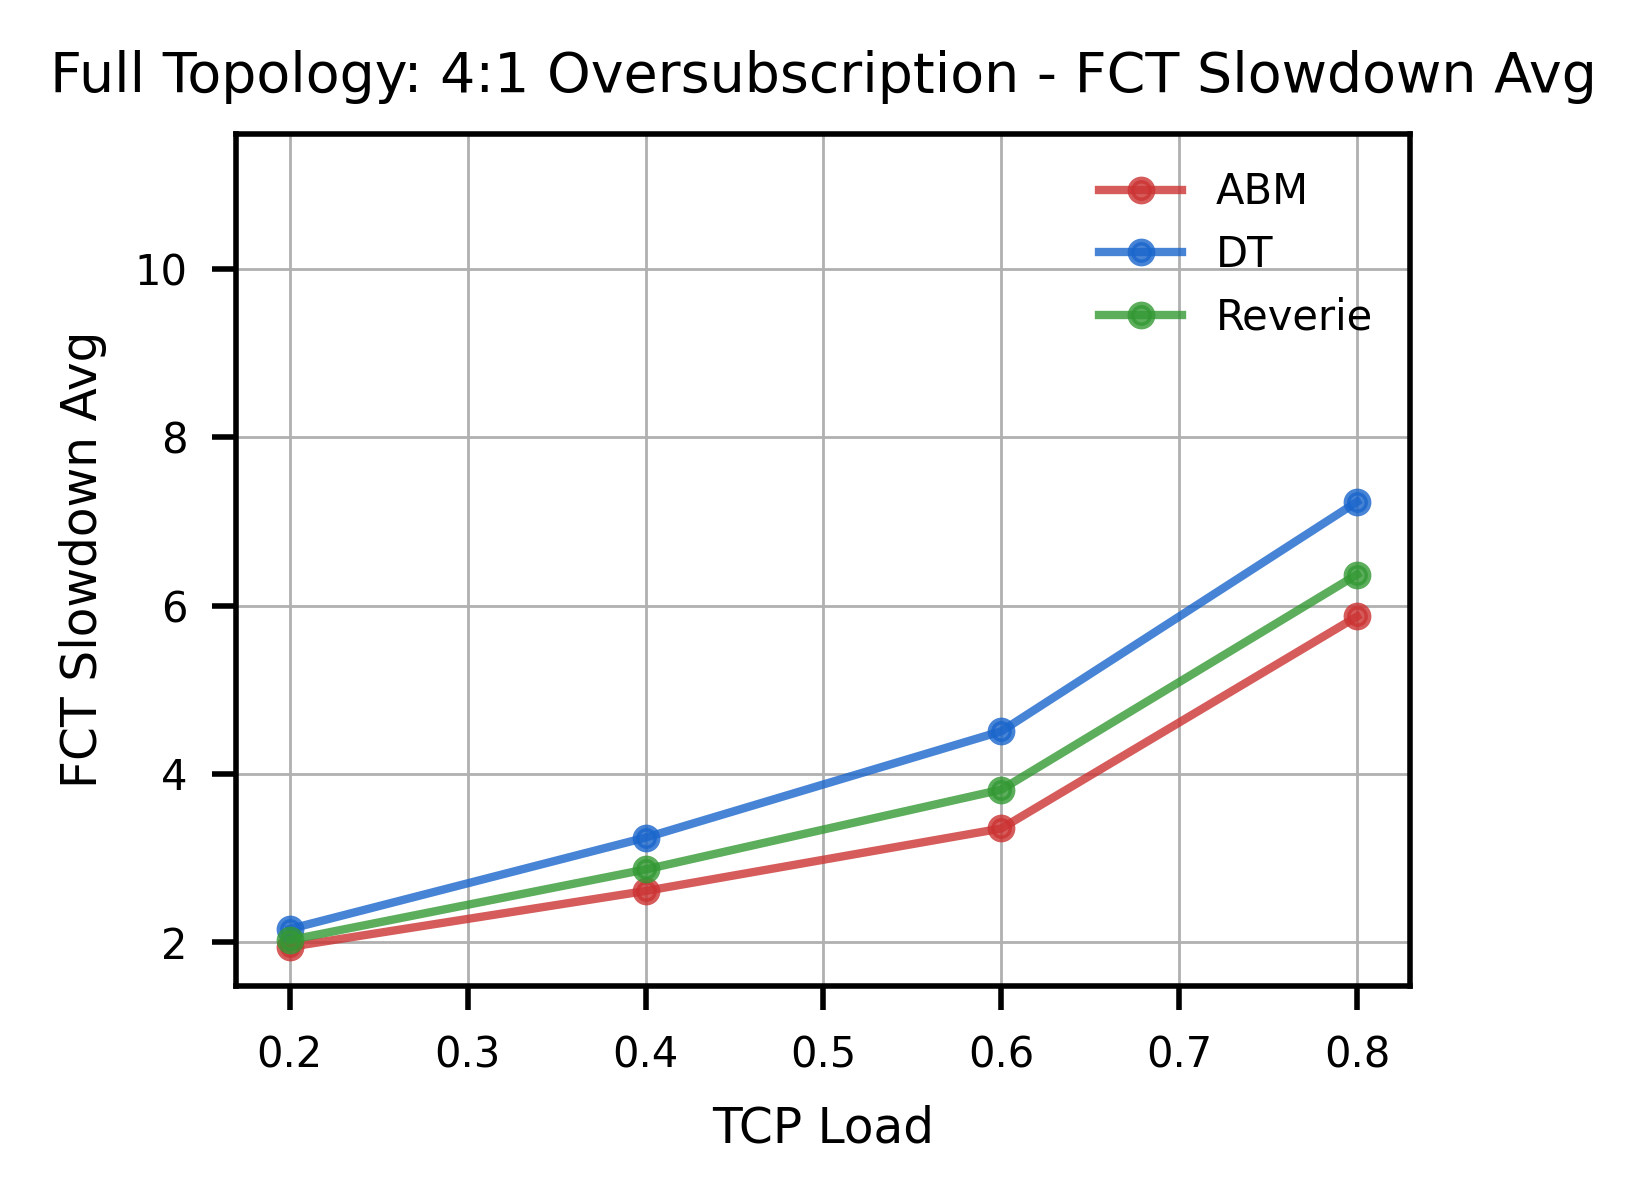 Full Topology: 4:1 Oversubscription - FCT Slowdown Avg
ABM
DT
Reverie
FCT Slowdown Avg
10
8
6
4
2
0.2 0.3 0.4 0.5 0.6 0.7 0.8
TCP Load